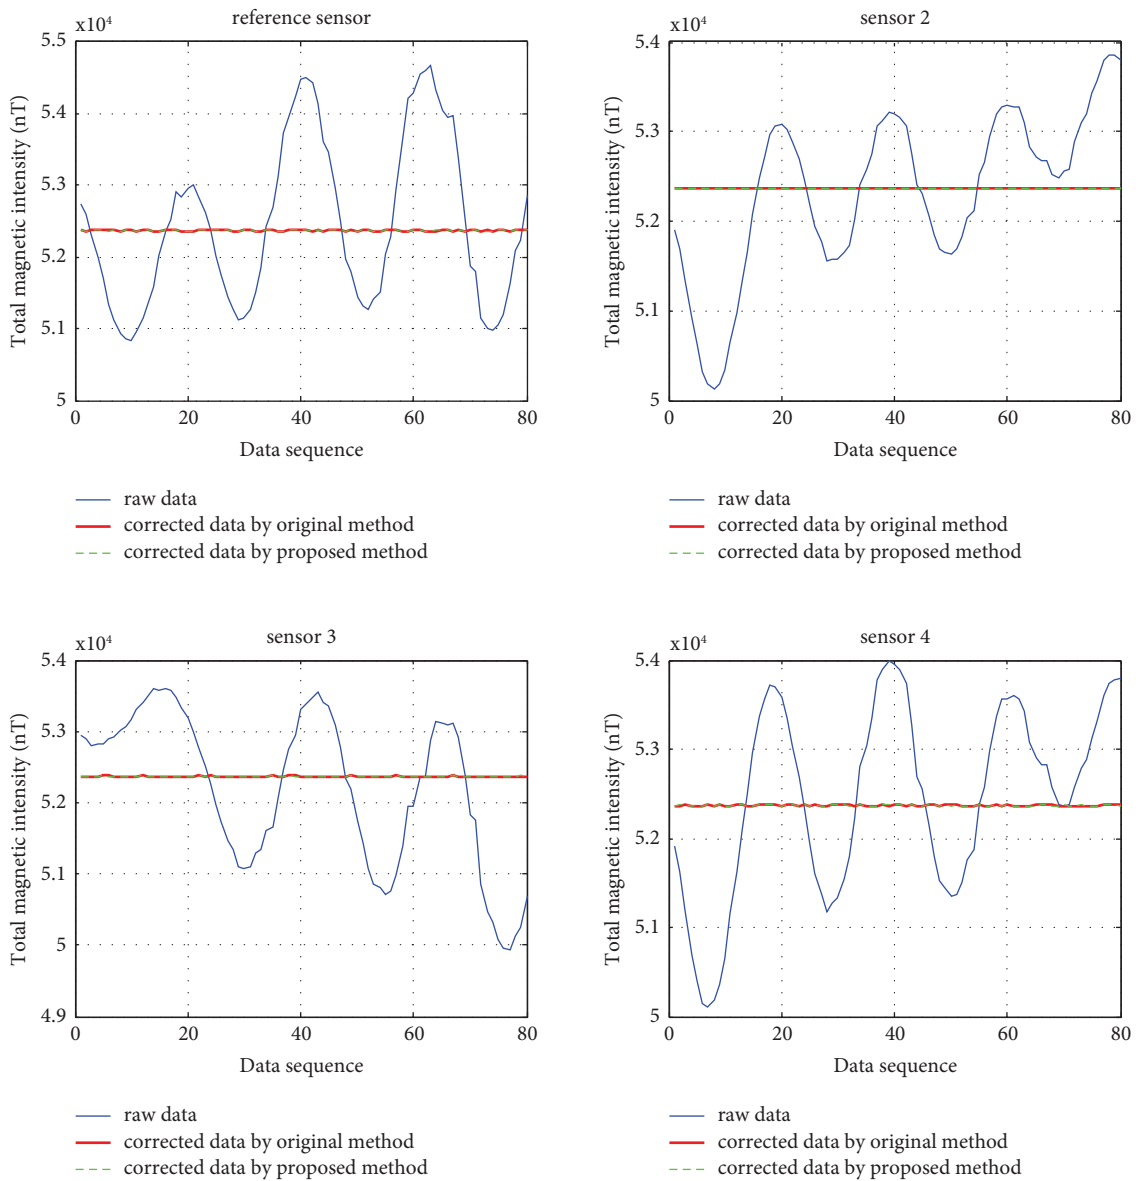 reference sensor
x10⁴
5.5
5.4
5.3
5.2
5.1
5
0 20 40 60 80
Total magnetic intensity (nT)
Data sequence
raw data
corrected data by original method
corrected data by proposed method
sensor 2
x10⁴
5.4
5.3
5.2
5.1
5
0 20 40 60 80
Total magnetic intensity (nT)
Data sequence
raw data
corrected data by original method
corrected data by proposed method
sensor 3
x10⁴
5.4
5.3
5.2
5.1
5
4.9
0 20 40 60 80
Total magnetic intensity (nT)
Data sequence
raw data
corrected data by original method
corrected data by proposed method
sensor 4
x10⁴
5.4
5.3
5.2
5.1
5
0 20 40 60 80
Total magnetic intensity (nT)
Data sequence
raw data
corrected data by original method
corrected data by proposed method